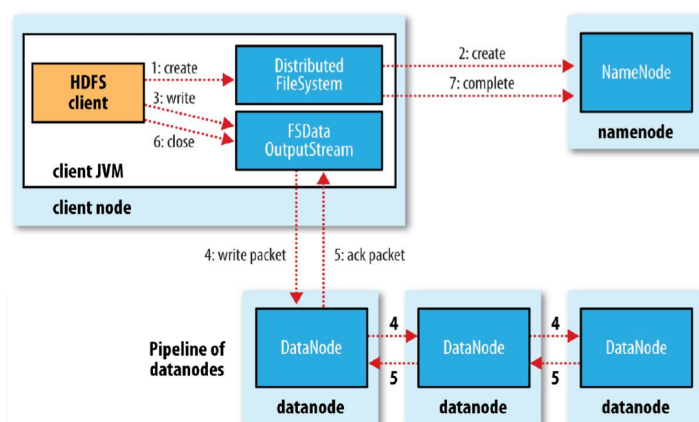 HDFS
client
1: create
3: write
6: close
Distributed
FileSystem
FSData
OutputStream
client JVM
client node
2: create
7: complete
NameNode
namenode
4: write packet
5: ack packet
Pipeline of
datanodes
DataNode
datanode
4
5
DataNode
datanode
4
5
DataNode
datanode